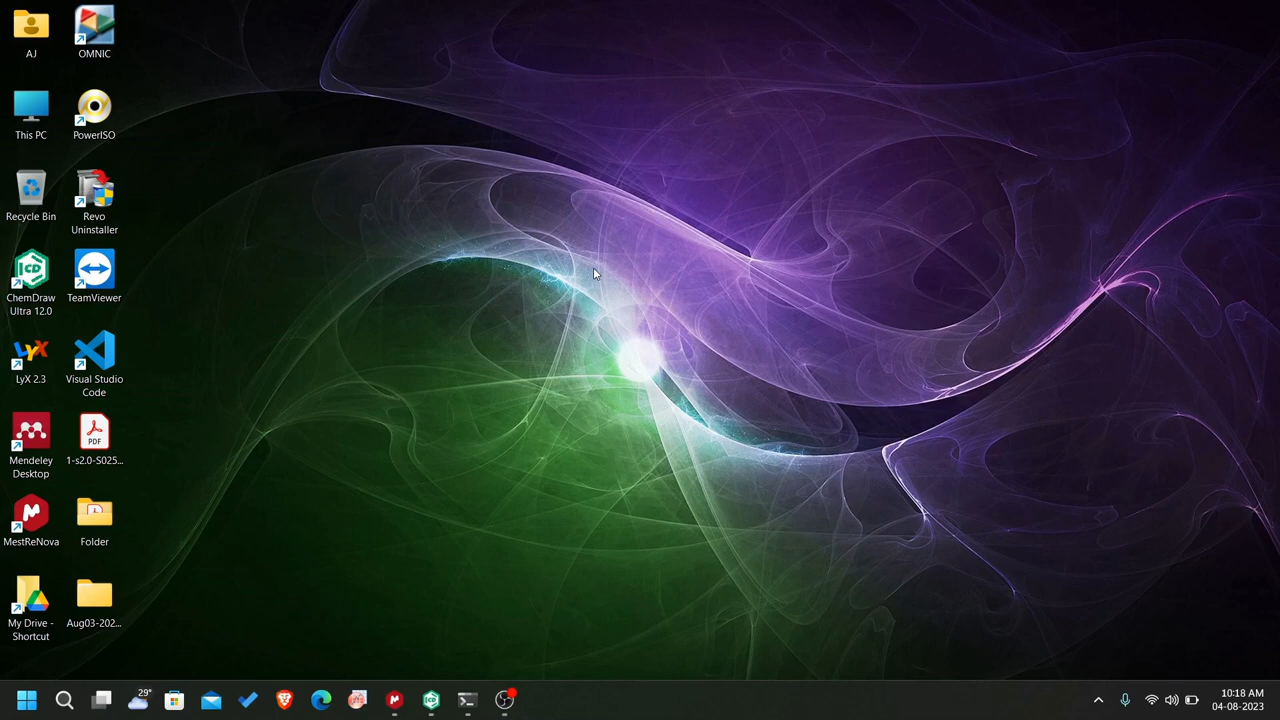 AJ
OMNIC
This PC
PowerISO
Recycle Bin
Revo
Uninstaller
ChemDraw
Ultra 12.0
TeamViewer
LyX 2.3
Visual Studio
Code
Mendeley
Desktop
PDF
1-s2.0-S025...
MestReNova
Folder
My Drive -
Shortcut
Aug03-202...
29°
10:18 AM
04-08-2023